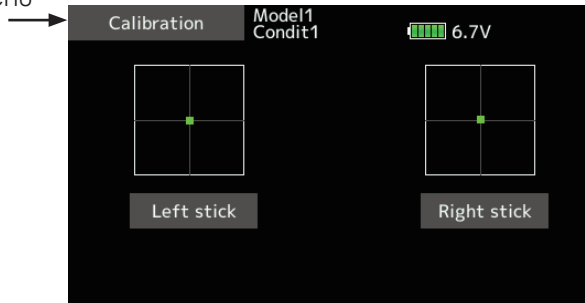 Calibration
Model1
Condit1
6.7V
Left stick
Right stick